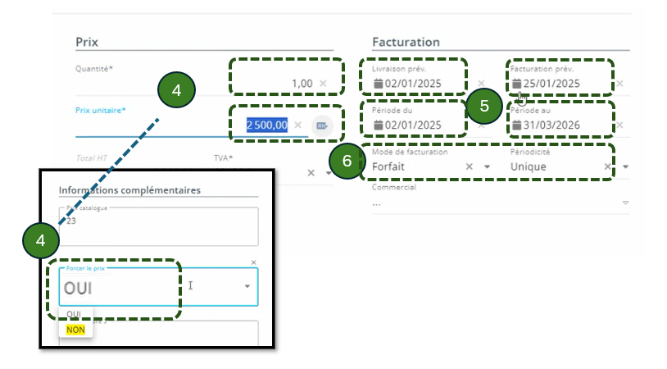 Prix
Facturation
Quantité*
Livraison prév.
Facturation prév.
4
1,00 ×
02/01/2025 ×
25/01/2025 ×
Prix unitaire*
Période du
5
Période au
2 500,00 ×
02/01/2025 ×
31/03/2026 ×
Total HT
TVA*
6
Mode de facturation
Périodicité
×
Forfait ×
Unique ×
Commercial
...
Informations complémentaires
catalogue
23
4
Forcer le prix
×
OUI
OUI
NON